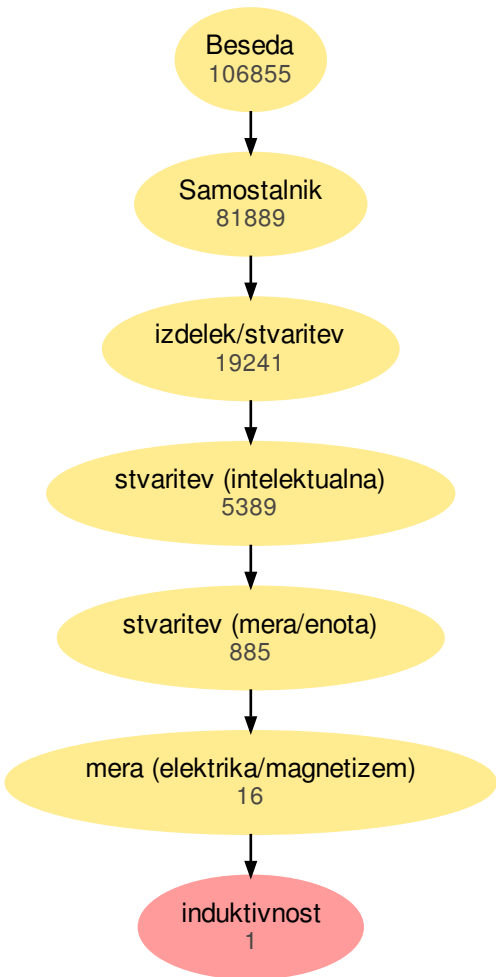 Beseda
106855
Samostalnik
81889
izdelek/stvaritev
19241
stvaritev (intelektualna)
5389
stvaritev (mera/enota)
885
mera (elektrika/magnetizem)
16
induktivnost
1